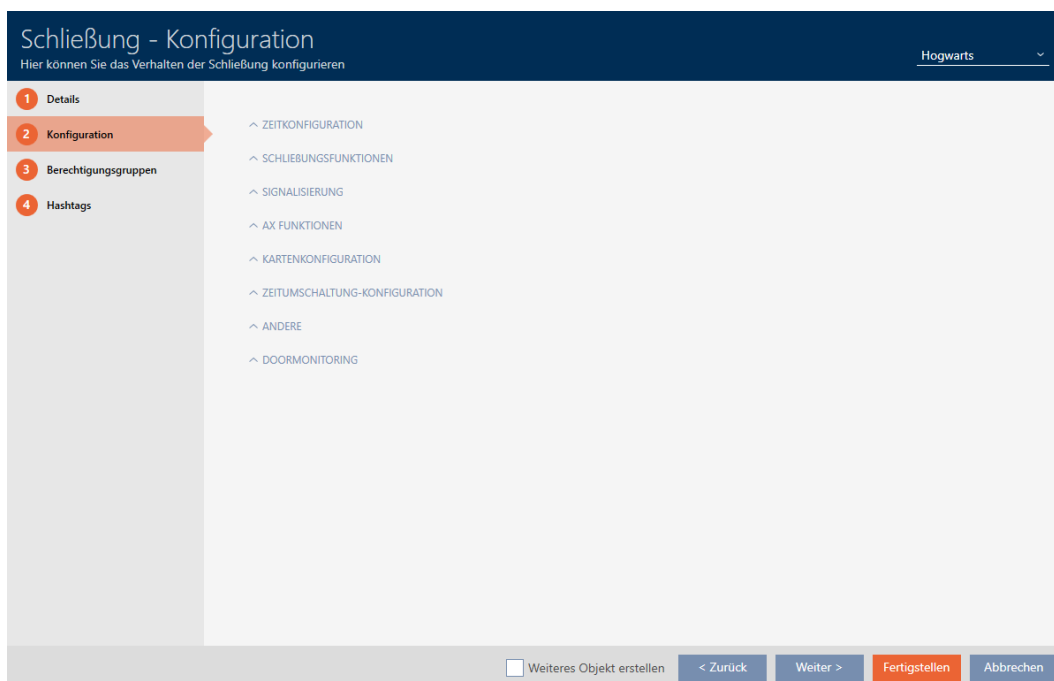 Schließung - Konfiguration
Hier können Sie das Verhalten der Schließung konfigurieren
Hogwarts
1 Details
2 Konfiguration
3 Berechtigungsgruppen
4 Hashtags
ZEITKONFIGURATION
SCHLIEßUNGSFUNKTIONEN
SIGNALISIERUNG
AX FUNKTIONEN
KARTENKONFIGURATION
ZEITUMSCHALTUNG-KONFIGURATION
ANDERE
DOORMONITORING
Weiteres Objekt erstellen
< Zurück
Weiter >
Fertigstellen
Abbrechen